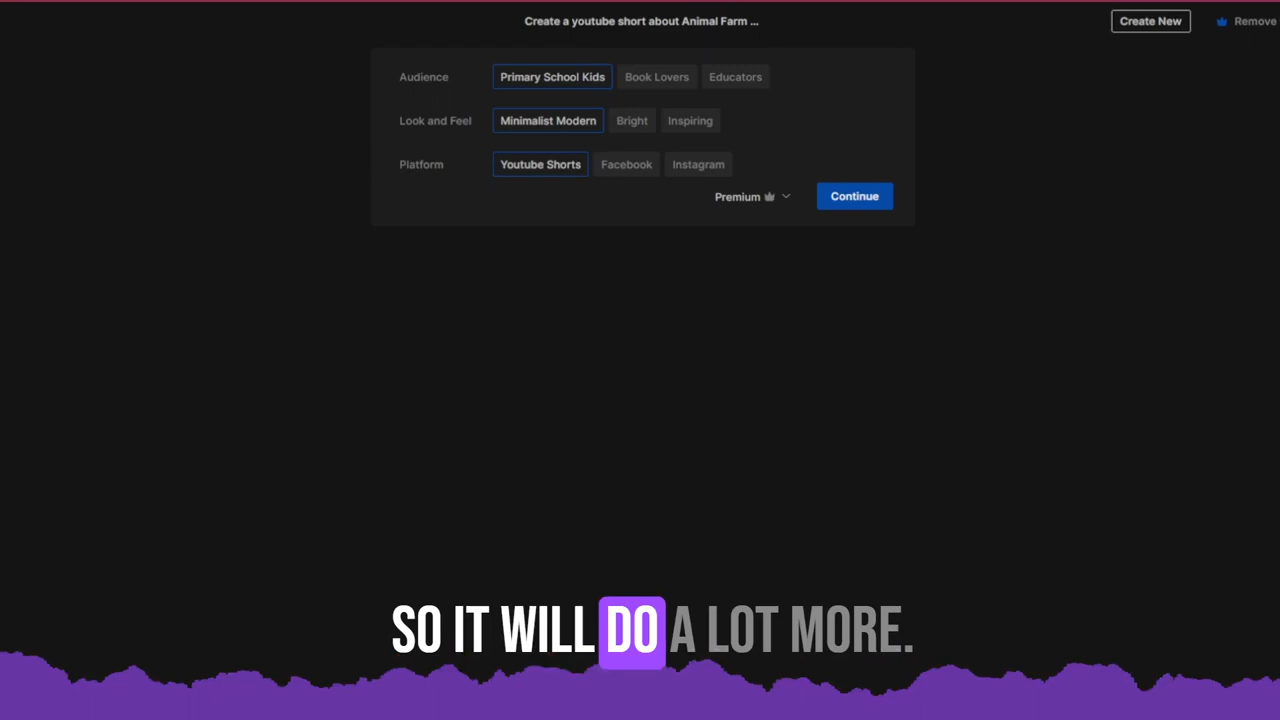 Create a youtube short about Animal Farm ...
Create New
Remove
Audience
Primary School Kids
Book Lovers
Educators
Look and Feel
Minimalist Modern
Bright
Inspiring
Platform
Youtube Shorts
Facebook
Instagram
Premium
Continue
SO IT WILL DO A LOT MORE.